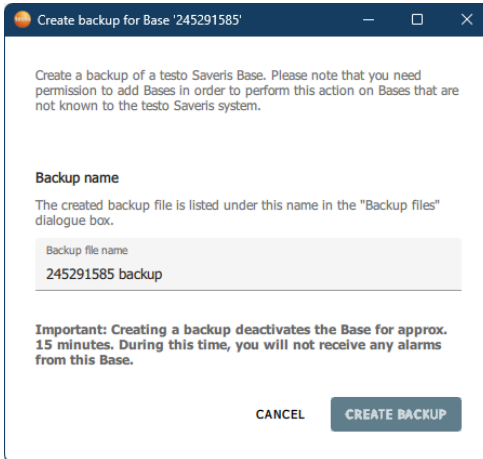 Create backup for Base '245291585'
Create a backup of a testo Saveris Base. Please note that you need
permission to add Bases in order to perform this action on Bases that are
not known to the testo Saveris system.
Backup name
The created backup file is listed under this name in the "Backup files"
dialogue box.
Backup file name
245291585 backup
Important: Creating a backup deactivates the Base for approx.
15 minutes. During this time, you will not receive any alarms
from this Base.
CANCEL CREATE BACKUP